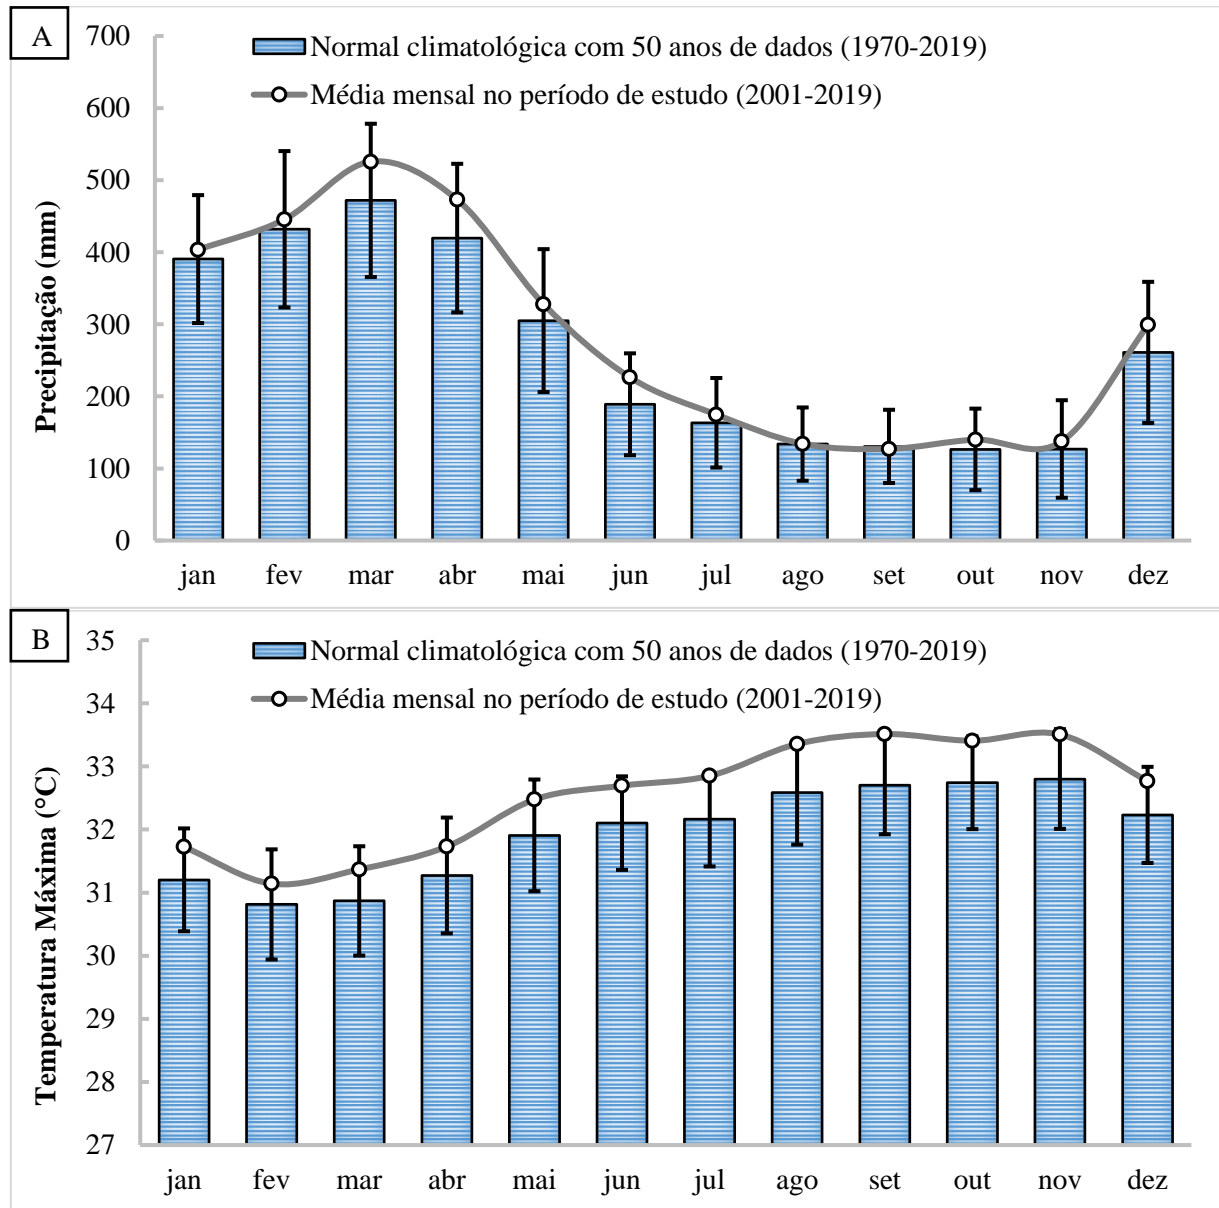 A
Normal climatológica com 50 anos de dados (1970-2019)
Média mensal no período de estudo (2001-2019)
Precipitação (mm)
700
600
500
400
300
200
100
0
jan fev mar abr mai jun jul ago set out nov dez
B
Normal climatológica com 50 anos de dados (1970-2019)
Média mensal no período de estudo (2001-2019)
Temperatura Máxima (°C)
35
34
33
32
31
30
29
28
27
jan fev mar abr mai jun jul ago set out nov dez